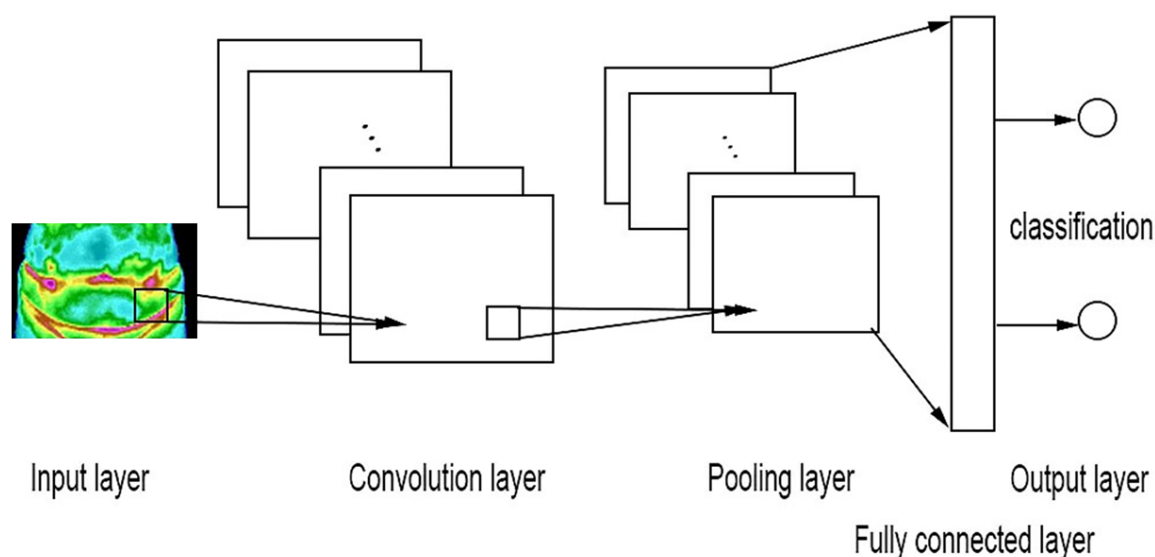 classification
Input layer
Convolution layer
Pooling layer
Output layer
Fully connected layer